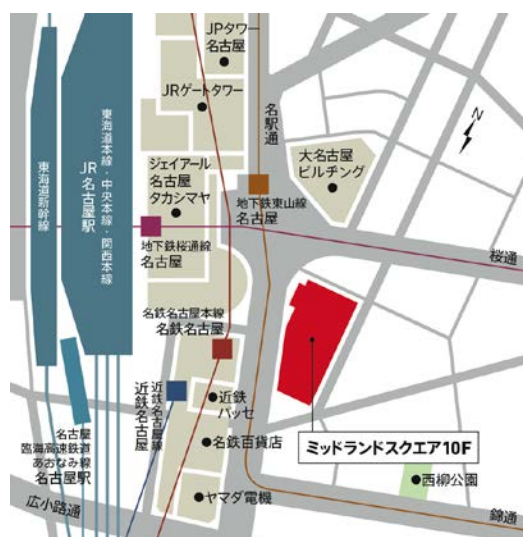 JPタワー
名古屋
JRゲートタワー
名駅通
N
東海道新幹線
JR名古屋駅
東海道本線・中央本線・関西本線
ジェイアール
名古屋
タカシマヤ
大名古屋
ビルヂング
地下鉄東山線
名古屋
地下鉄桜通線
名古屋
桜通
名鉄名古屋本線
名鉄名古屋
近鉄名古屋線
近鉄名古屋
近鉄
パッセ
名古屋
臨海高速鉄道
あおなみ線
名古屋駅
名鉄百貨店
ミッドランドスクエア10F
西柳公園
ヤマダ電機
広小路通
錦通